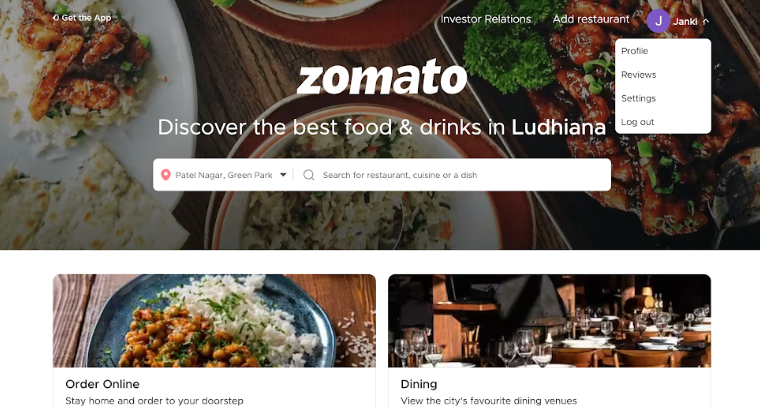 Get the App
Investor Relations
Add restaurant
J
Janki
Profile
Reviews
Settings
Log out
zomato
Discover the best food & drinks in Ludhiana
Patel Nagar, Green Park
Search for restaurant, cuisine or a dish
Order Online
Stay home and order to your doorstep
Dining
View the city's favourite dining venues